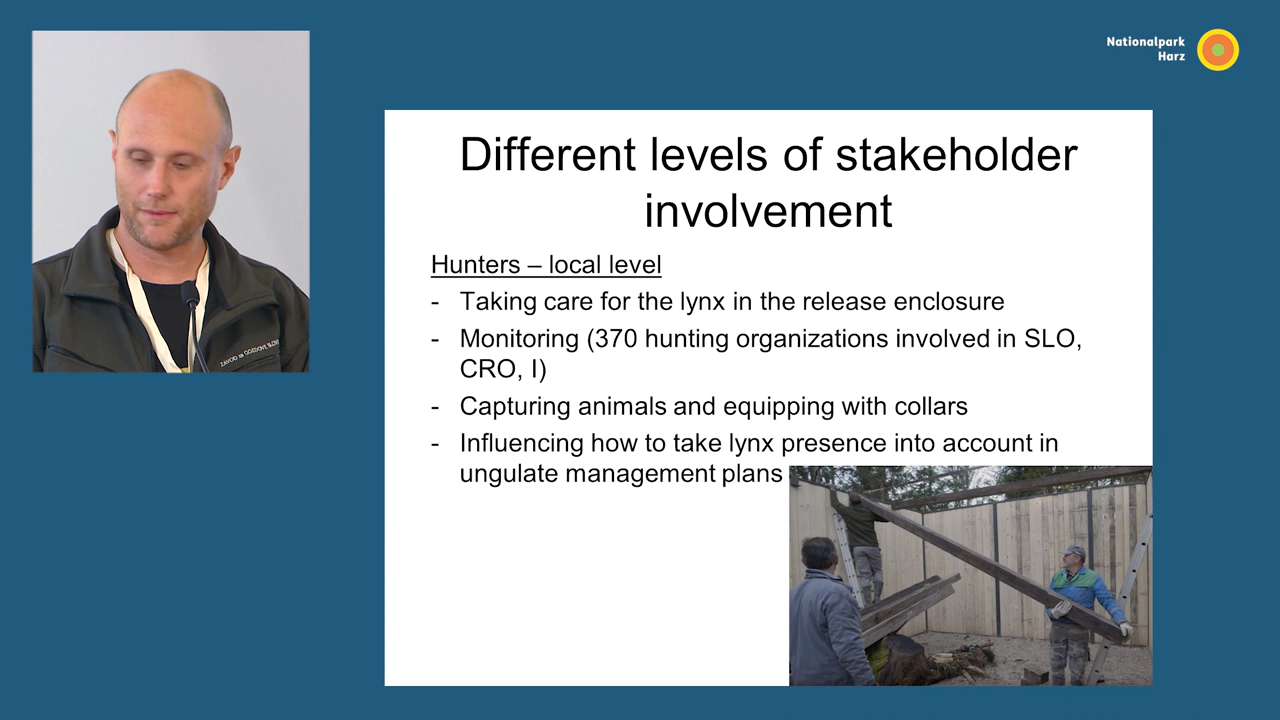 Nationalpark
Harz
Different levels of stakeholder
involvement
Hunters – local level
- Taking care for the lynx in the release enclosure
- Monitoring (370 hunting organizations involved in SLO,
CRO, I)
- Capturing animals and equipping with collars
- Influencing how to take lynx presence into account in
ungulate management plans
ZAVOD